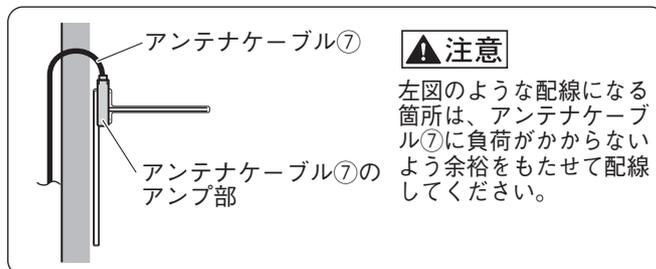 アンテナケーブル⑦
アンテナケーブル⑦の
アンプ部
注意
左図のような配線になる
箇所は、アンテナケーブ
ル⑦に負荷がかからない
よう余裕をもたせて配線
してください。